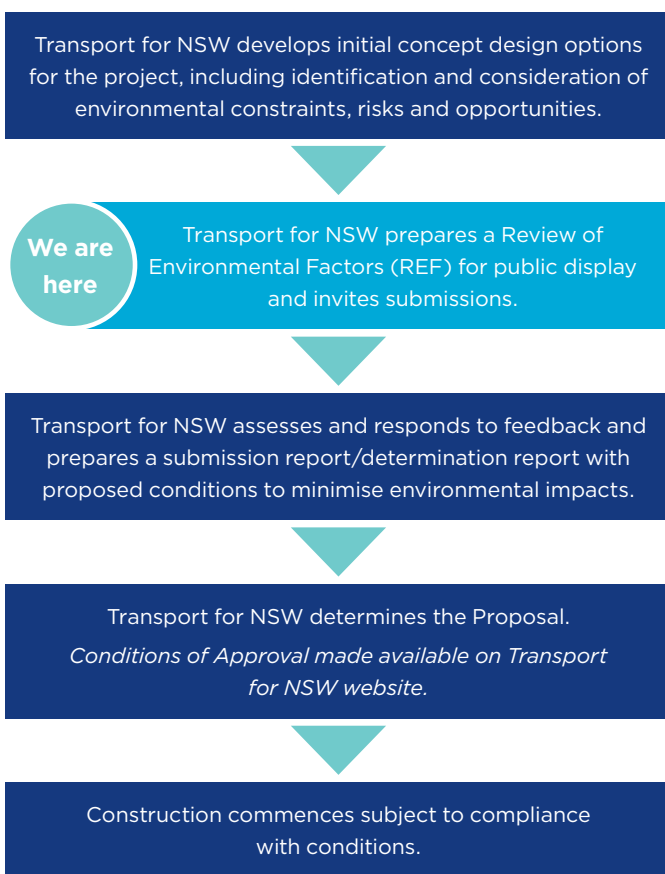 Transport for NSW develops initial concept design options
for the project, including identification and consideration of
environmental constraints, risks and opportunities.
We are
here
Transport for NSW prepares a Review of
Environmental Factors (REF) for public display
and invites submissions.
Transport for NSW assesses and responds to feedback and
prepares a submission report/determination report with
proposed conditions to minimise environmental impacts.
Transport for NSW determines the Proposal.
Conditions of Approval made available on Transport
for NSW website.
Construction commences subject to compliance
with conditions.